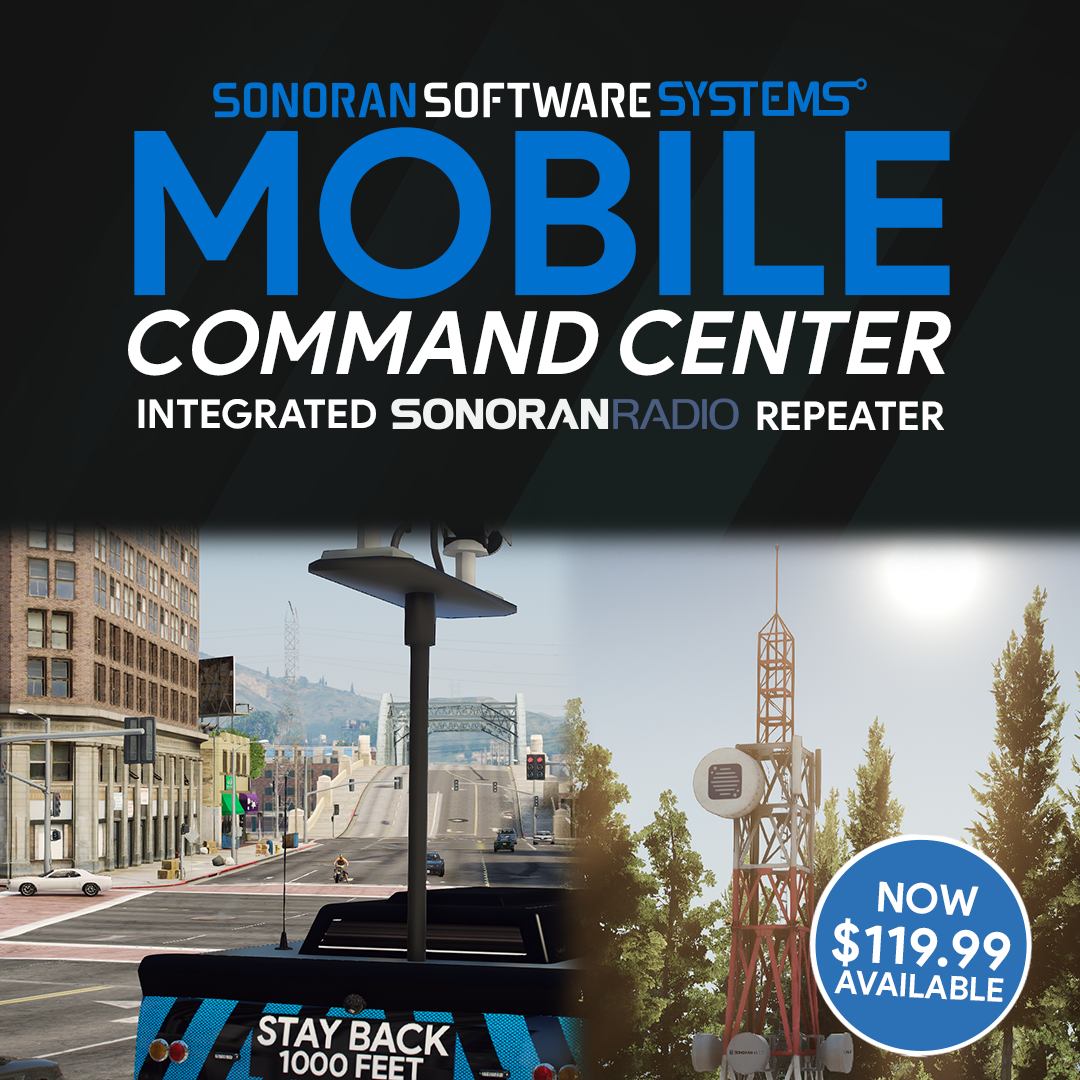 SONORAN SOFTWARE SYSTEMS
MOBILE
COMMAND CENTER
INTEGRATED SONORANRADIO REPEATER
STAY BACK
1000 FEET
NOW
$119.99
AVAILABLE